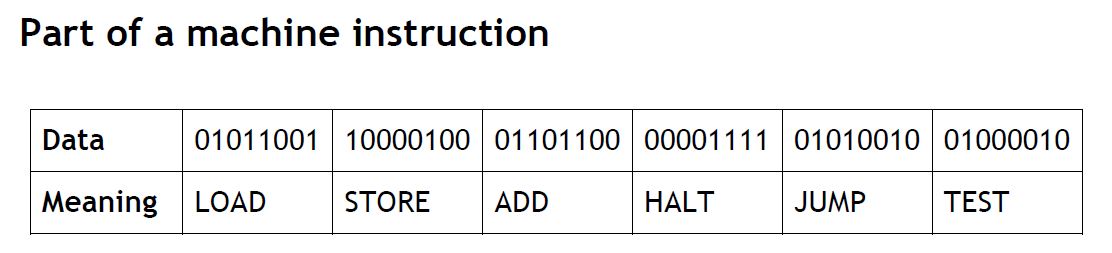 Part of a machine instruction
Data 01011001 10000100 01101100 00001111 01010010 01000010
Meaning LOAD STORE ADD HALT JUMP TEST